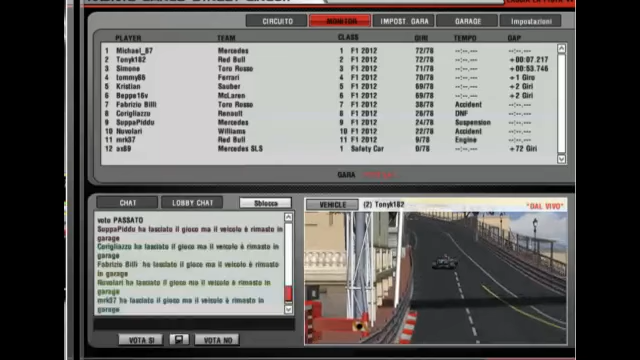 CIRCUITO MONITOR IMPOST. GARA GARAGE Impostazioni
PLAYER TEAM CLASS GIRI TEMPO GAP
1 Michael_87 Mercedes 1 F1 2012 72/78 --:--.---
2 Tonyk182 Red Bull 2 F1 2012 72/78 --:--.--- +00:07.217
3 Simone Toro Rosso 3 F1 2012 71/78 --:--.--- +00:53.746
4 tommy86 Ferrari 4 F1 2012 70/78 --:--.--- +1 Giro
5 Kristian Sauber 5 F1 2012 69/78 --:--.--- +2 Giri
6 Beppe16v McLaren 6 F1 2012 69/78 --:--.--- +2 Giri
7 Fabrizio Billi Toro Rosso 7 F1 2012 38/78 Accident --:--.---
8 Corigliazzo Renault 8 F1 2012 26/78 DNF --:--.---
9 SuppaPiddu Mercedes 9 F1 2012 24/78 Suspension --:--.---
10 Nuvolari Williams 10 F1 2012 22/78 Accident --:--.---
11 mrk37 Red Bull 11 F1 2012 9/78 Engine --:--.---
12 Mercedes SLS 1 Safety Car 0/78 --:--.--- +72 Giri
GARA
CHAT LOBBY CHAT Sblocca
voto PASSATO
SuppaPiddu ha lasciato il gioco ma il veicolo è rimasto in
garage
Corigliazzo ha lasciato il gioco ma il veicolo è rimasto in
garage
Fabrizio Billi ha lasciato il gioco ma il veicolo è rimasto
in garage
Nuvolari ha lasciato il gioco ma il veicolo è rimasto in
garage
mrk37 ha lasciato il gioco ma il veicolo è rimasto in
garage
VOTA SI VOTA NO
VEHICLE (2) Tonyk182 "DAL VIVO"